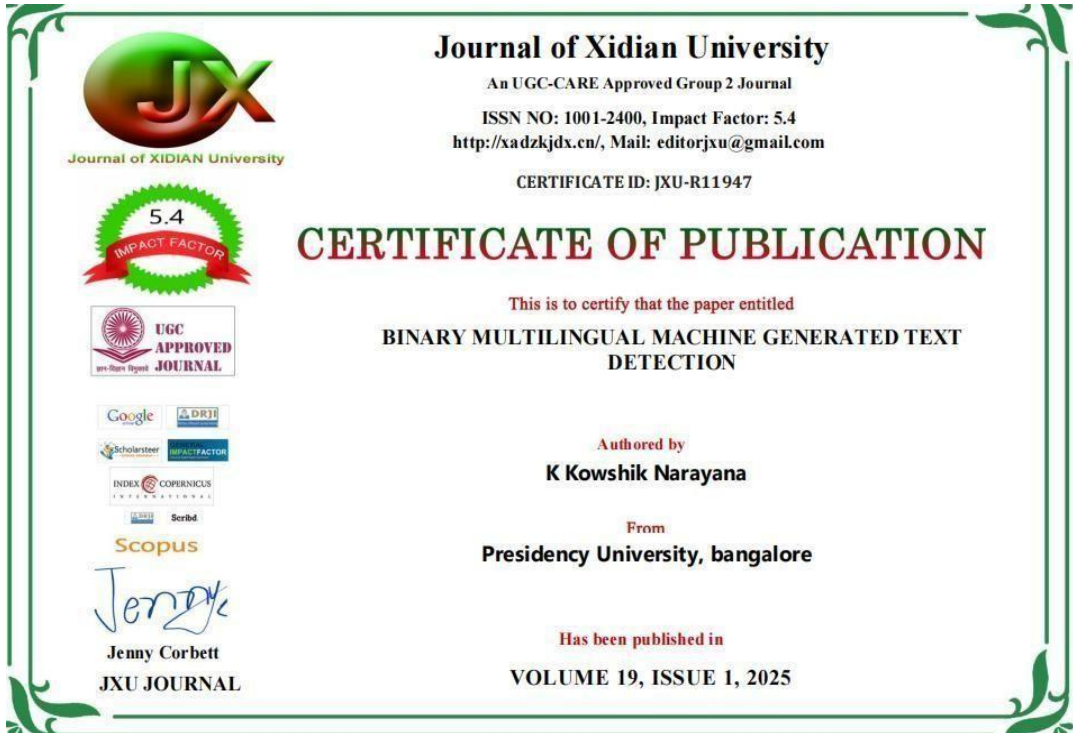 JX
Journal of XIDIAN University
Journal of Xidian University
An UGC-CARE Approved Group 2 Journal
ISSN NO: 1001-2400, Impact Factor: 5.4
http://xadzkjdx.cn/, Mail: editorjxu@gmail.com
CERTIFICATE ID: JXU-R11947
5.4
IMPACT FACTOR
CERTIFICATE OF PUBLICATION
This is to certify that the paper entitled
BINARY MULTILINGUAL MACHINE GENERATED TEXT
DETECTION
UGC
APPROVED
JOURNAL
ज्ञान-विज्ञान विमुक्तये
Google
DRJI
Scholarsteer
GENERAL
IMPACTFACTOR
INDEX COPERNICUS
INTERNATIONAL
DRJI
Scribd.
Scopus
Authored by
K Kowshik Narayana
From
Presidency University, bangalore
Jenny Corbett
JXU JOURNAL
Has been published in
VOLUME 19, ISSUE 1, 2025